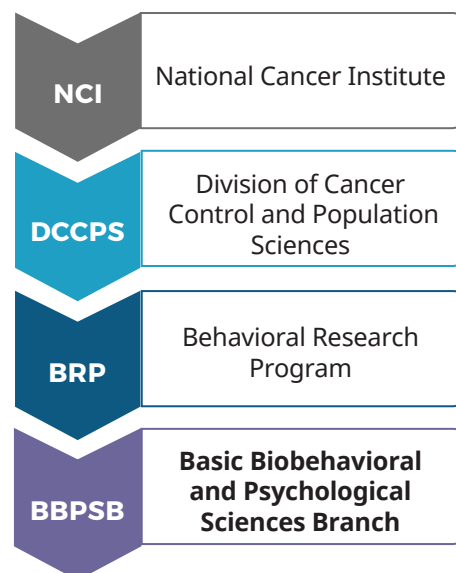 NCI
National Cancer Institute
DCCPS
Division of Cancer
Control and Population
Sciences
BRP
Behavioral Research
Program
BBPSB
Basic Biobehavioral
and Psychological
Sciences Branch